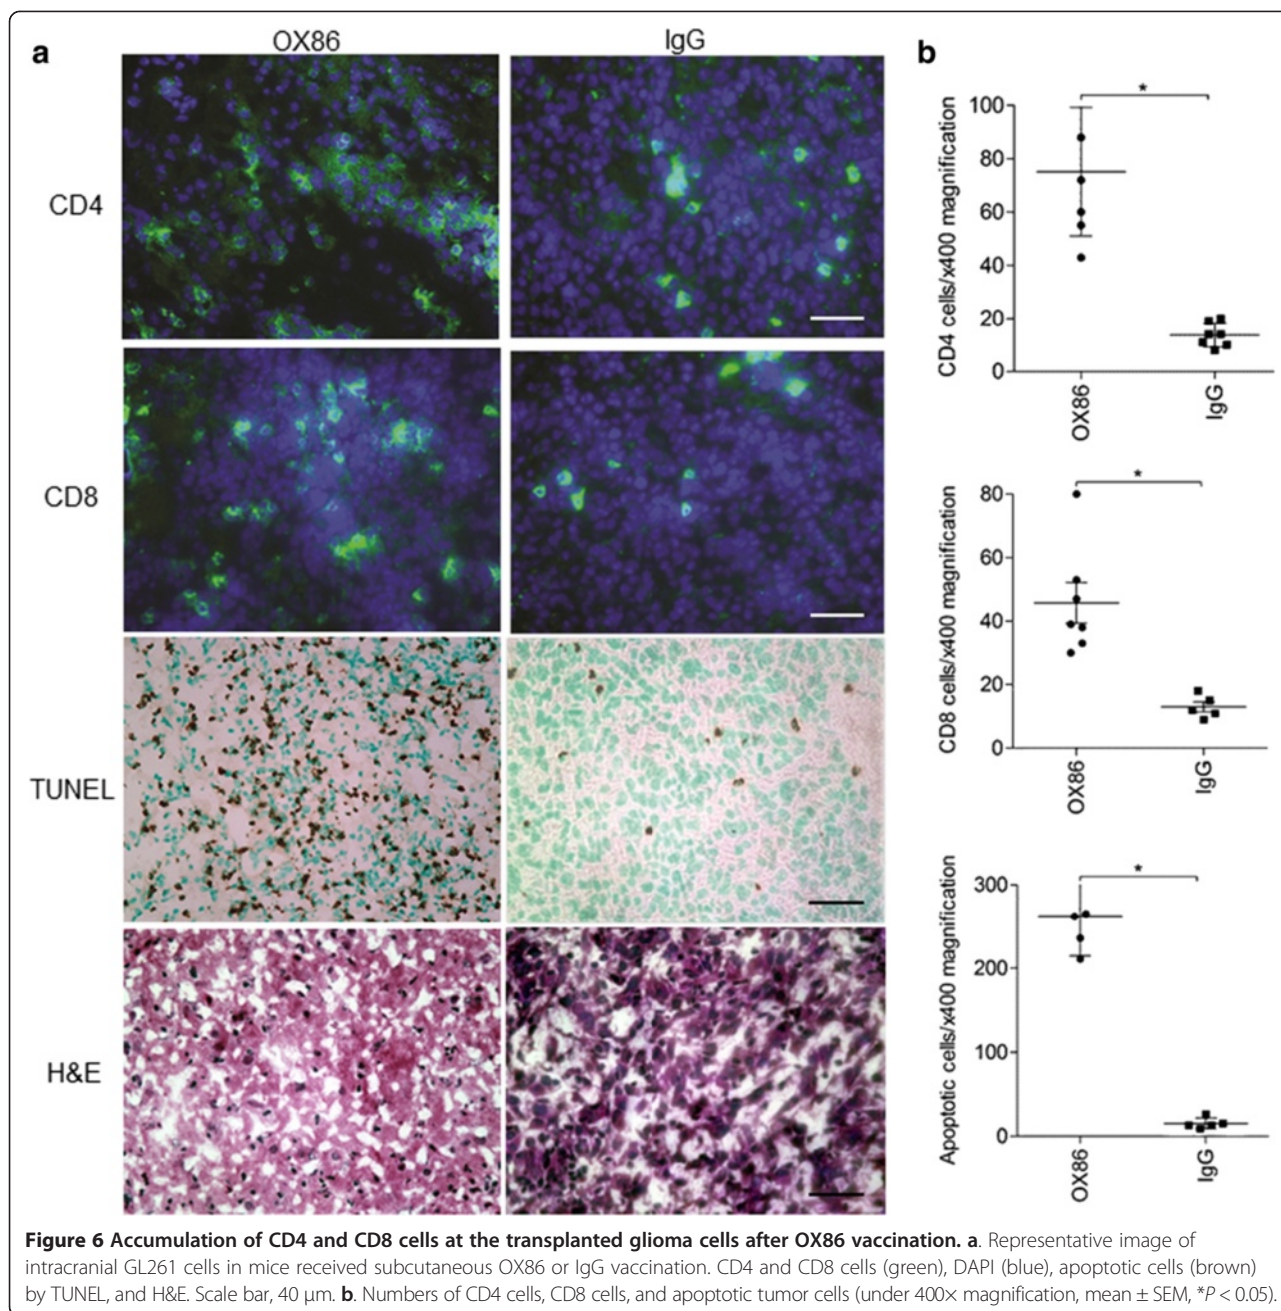 a
OX86
IgG
CD4
CD8
TUNEL
H&E
b
*
CD4 cells/x400 magnification
100
80
60
40
20
0
OX86
IgG
*
CD8 cells/x400 magnification
80
60
40
20
0
OX86
IgG
*
Apoptotic cells/x400 magnification
300
200
100
0
OX86
IgG
Figure 6 Accumulation of CD4 and CD8 cells at the transplanted glioma cells after OX86 vaccination. a. Representative image of
intracranial GL261 cells in mice received subcutaneous OX86 or IgG vaccination. CD4 and CD8 cells (green), DAPI (blue), apoptotic cells (brown)
by TUNEL, and H&E. Scale bar, 40 μm. b. Numbers of CD4 cells, CD8 cells, and apoptotic tumor cells (under 400× magnification, mean ± SEM, *P < 0.05).